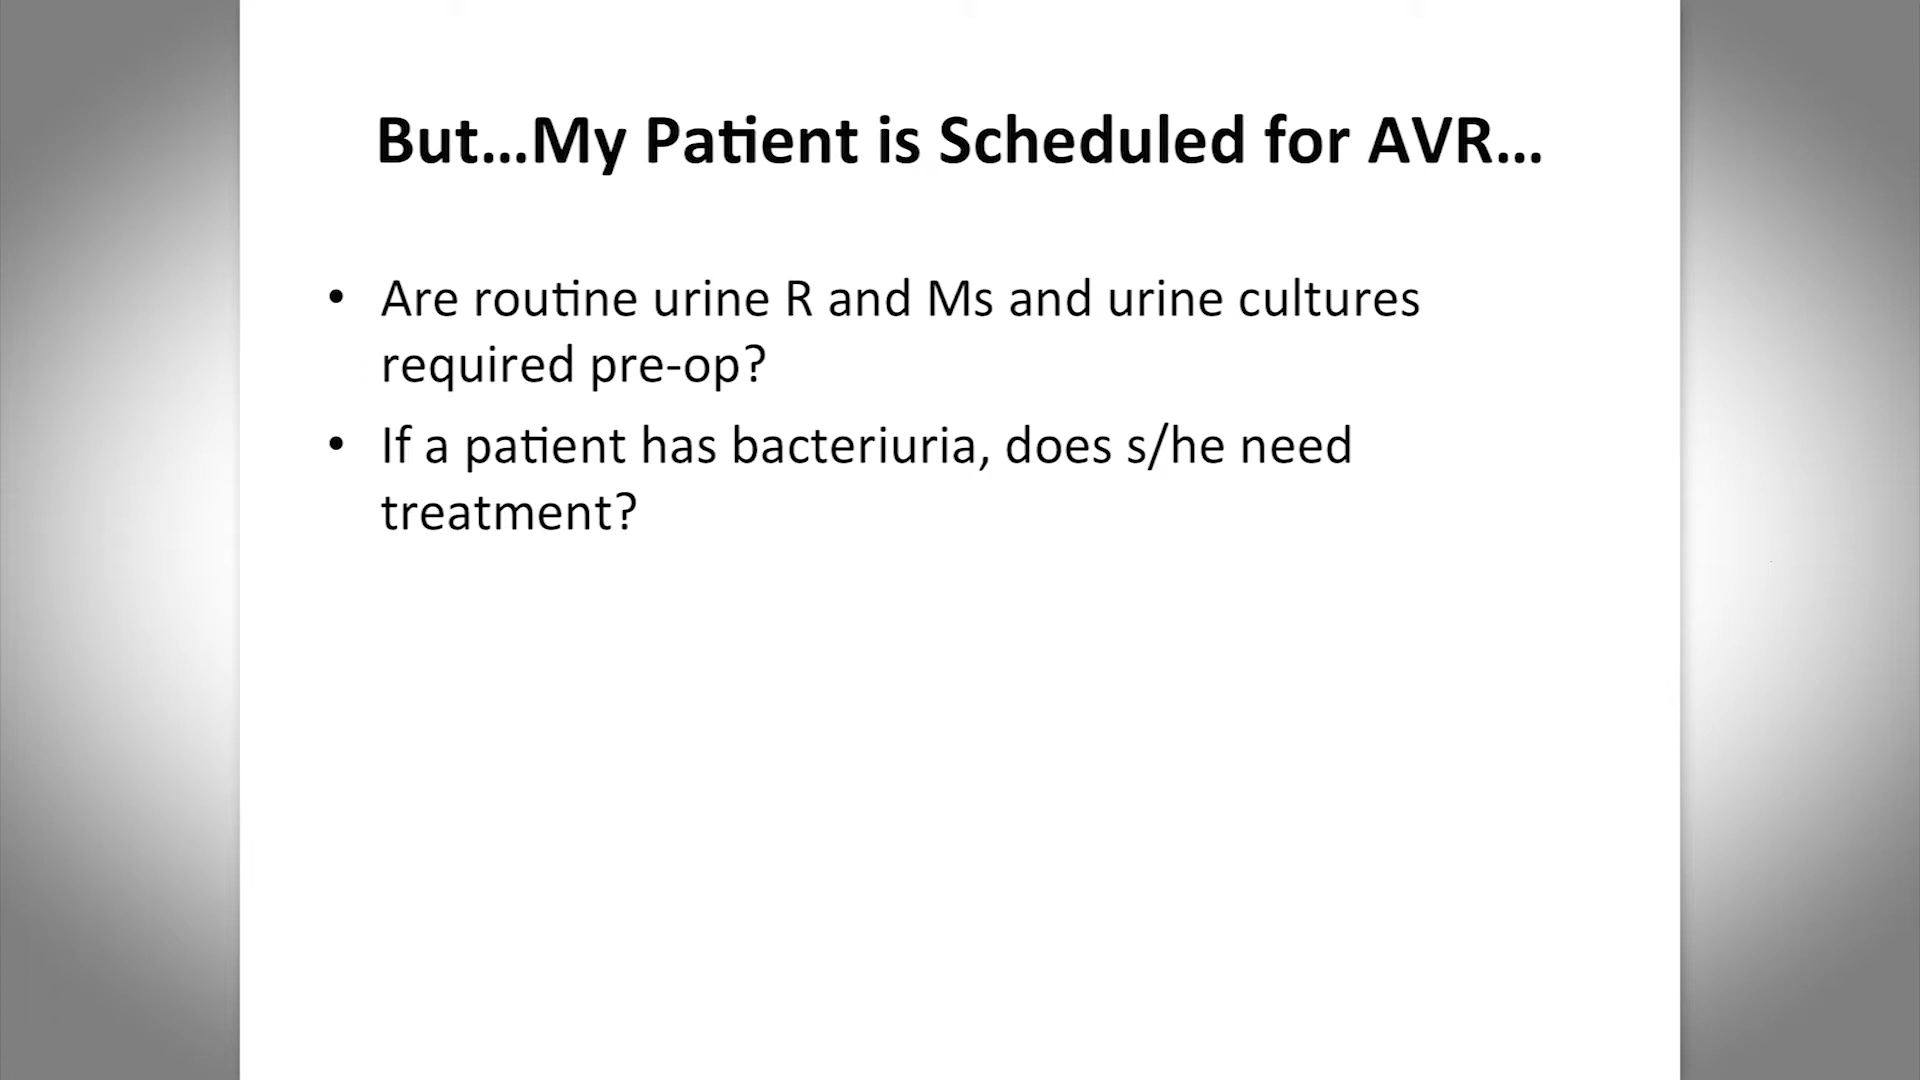 But...My Patient is Scheduled for AVR...
• Are routine urine R and Ms and urine cultures
required pre-op?
• If a patient has bacteriuria, does s/he need
treatment?